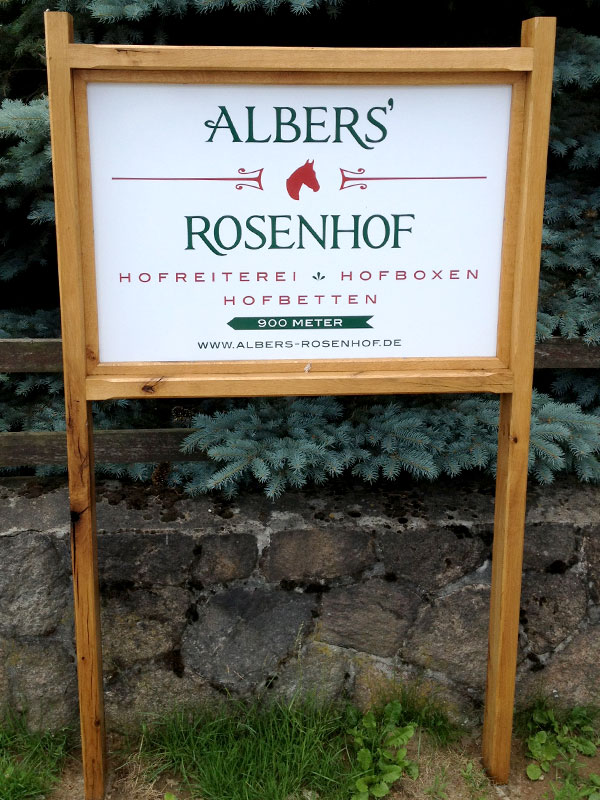 ALBERS'
ROSENHOF
HOFREITEREI HOFBOXEN
HOFBETTEN
900 METER
WWW.ALBERS-ROSENHOF.DE